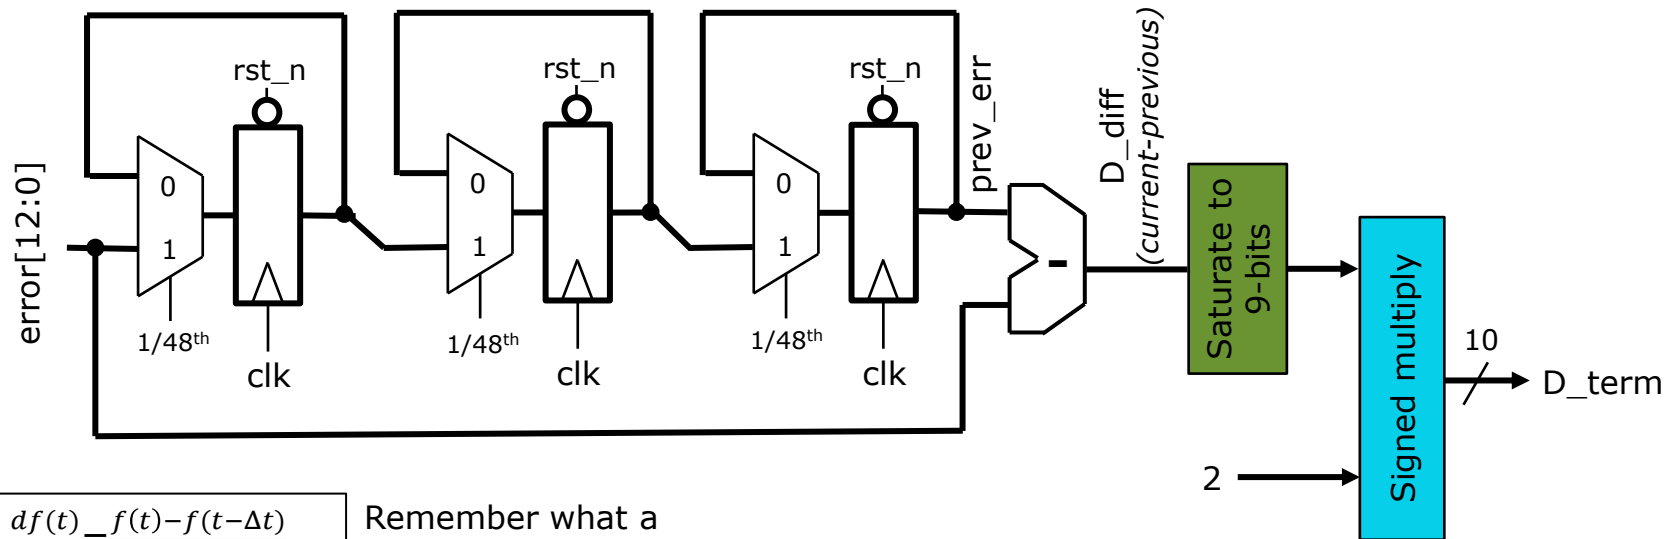 rst_n
rst_n
rst_n
error[12:0]
0
1
1/48th
clk
0
1
1/48th
clk
0
1
1/48th
clk
prev_err
-
D_diff
(current-previous)
Saturate to
9-bits
Signed multiply
2
10
D_term
df(t) _ f(t)−f(t−Δt)
Remember what a